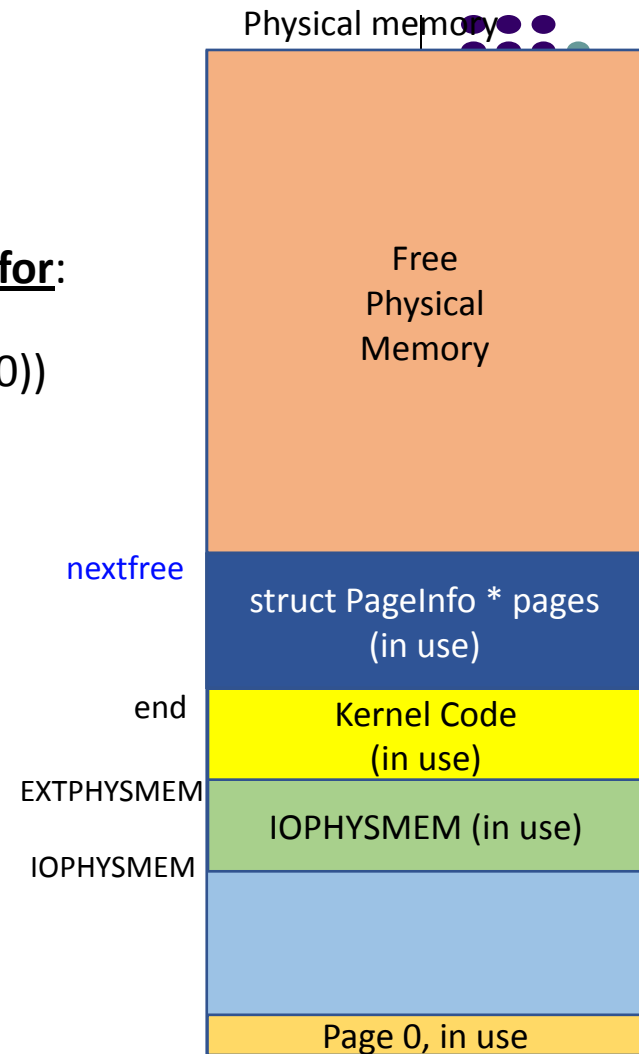 Physical memory
for:
0))
Free
Physical
Memory
nextfree
struct PageInfo * pages
(in use)
end
Kernel Code
(in use)
EXTPHYSMEM
IOPHYSMEM (in use)
IOPHYSMEM
Page 0, in use